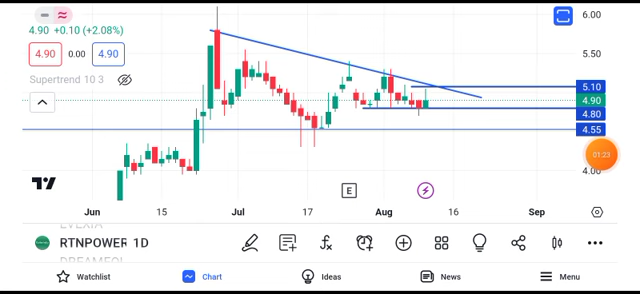 6.00
4.90 +0.10 (+2.08%)
4.90 0.00 4.90
5.50
Supertrend 10 3
5.10
4.90
4.80
4.55
01:23
4.00
E
Jun 15 Jul 17 Aug 16 Sep
RTNPOWER 1D
Watchlist Chart Ideas News Menu